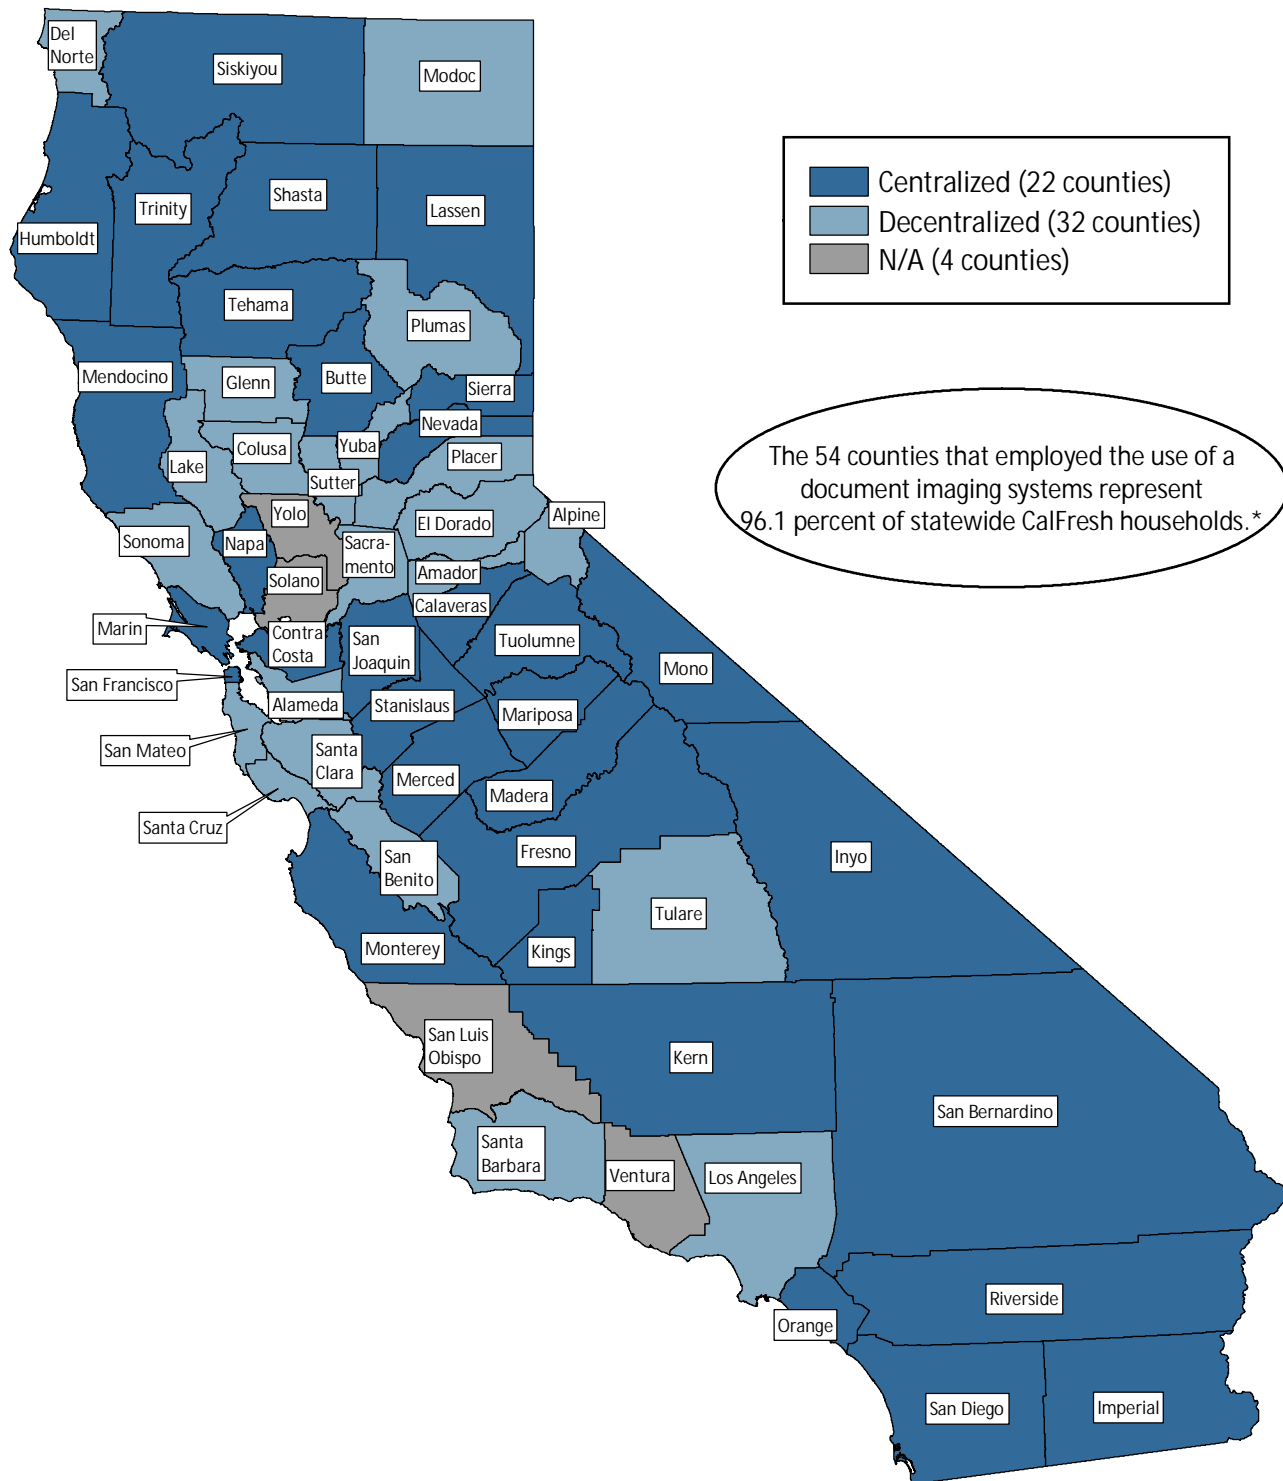 Del
Norte
Siskiyou
Modoc
Centralized (22 counties)
Decentralized (32 counties)
N/A (4 counties)
Humboldt
Trinity
Shasta
Lassen
Tehama
Plumas
Mendocino
Glenn
Butte
Sierra
Nevada
Lake
Colusa
Yuba
Sutter
Placer
The 54 counties that employed the use of a
document imaging systems represent
96.1 percent of statewide CalFresh households.*
Sonoma
Napa
Yolo
Solano
Sacra-
mento
El Dorado
Alpine
Amador
Calaveras
Marin
Contra
Costa
San
Joaquin
Tuolumne
Mono
San Francisco
Alameda
Stanislaus
Mariposa
San Mateo
Santa
Clara
Merced
Madera
Santa Cruz
San
Benito
Fresno
Inyo
Tulare
Monterey
Kings
San Luis
Obispo
Kern
San Bernardino
Santa
Barbara
Ventura
Los Angeles
Riverside
Orange
San Diego
Imperial